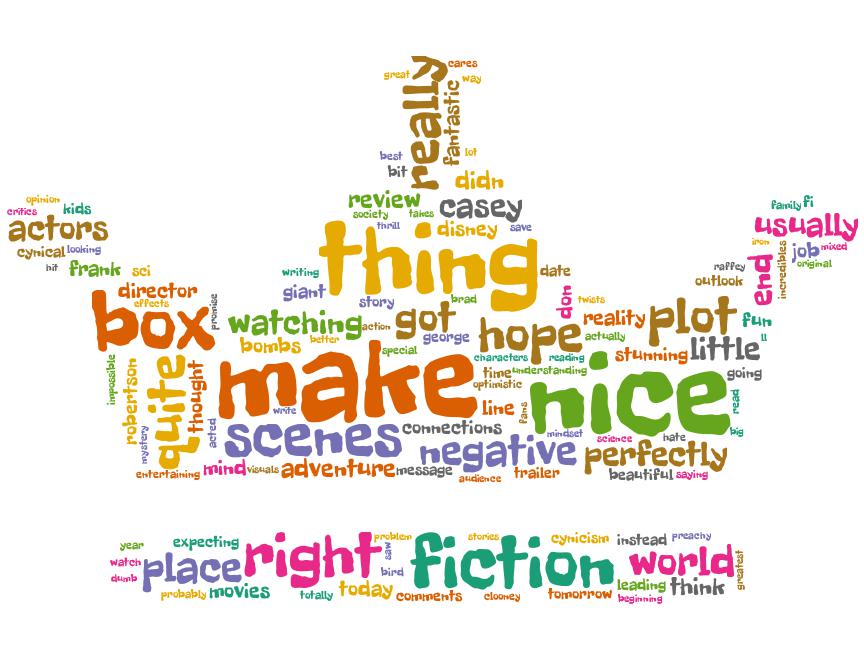 cares
great
way
really
fantastic
best
lot
bit
didn
review
casey
society
takes
thrill
disney
save
opinion
critics
kids
actors
cynical
looking
hit
frank
sci
family
fi
usually
iron
job
mixed
original
end
incredibles
raffey
outlook
thing
writing
date
director
effects
giant
story
brad
don
twists
box
promise
watching
action
got
george
hope
reality
plot
fun
actually
ll
bombs
better
special
characters
reading
stunning
little
impossible
robertson
quite
thought
make
time
understanding
optimistic
nice
going
read
line
fans
write
acted
mystery
scenes
connections
mindset
science
hate
big
negative
perfectly
entertaining
mind
visuals
adventure
message
audience
trailer
beautiful
saying
year
expecting
problem
stories
cynicism
instead
preachy
watch
place
right
saw
fiction
world
greatest
dumb
bird
leading
think
probably
movies
totally
today
comments
clooney
tomorrow
beginning